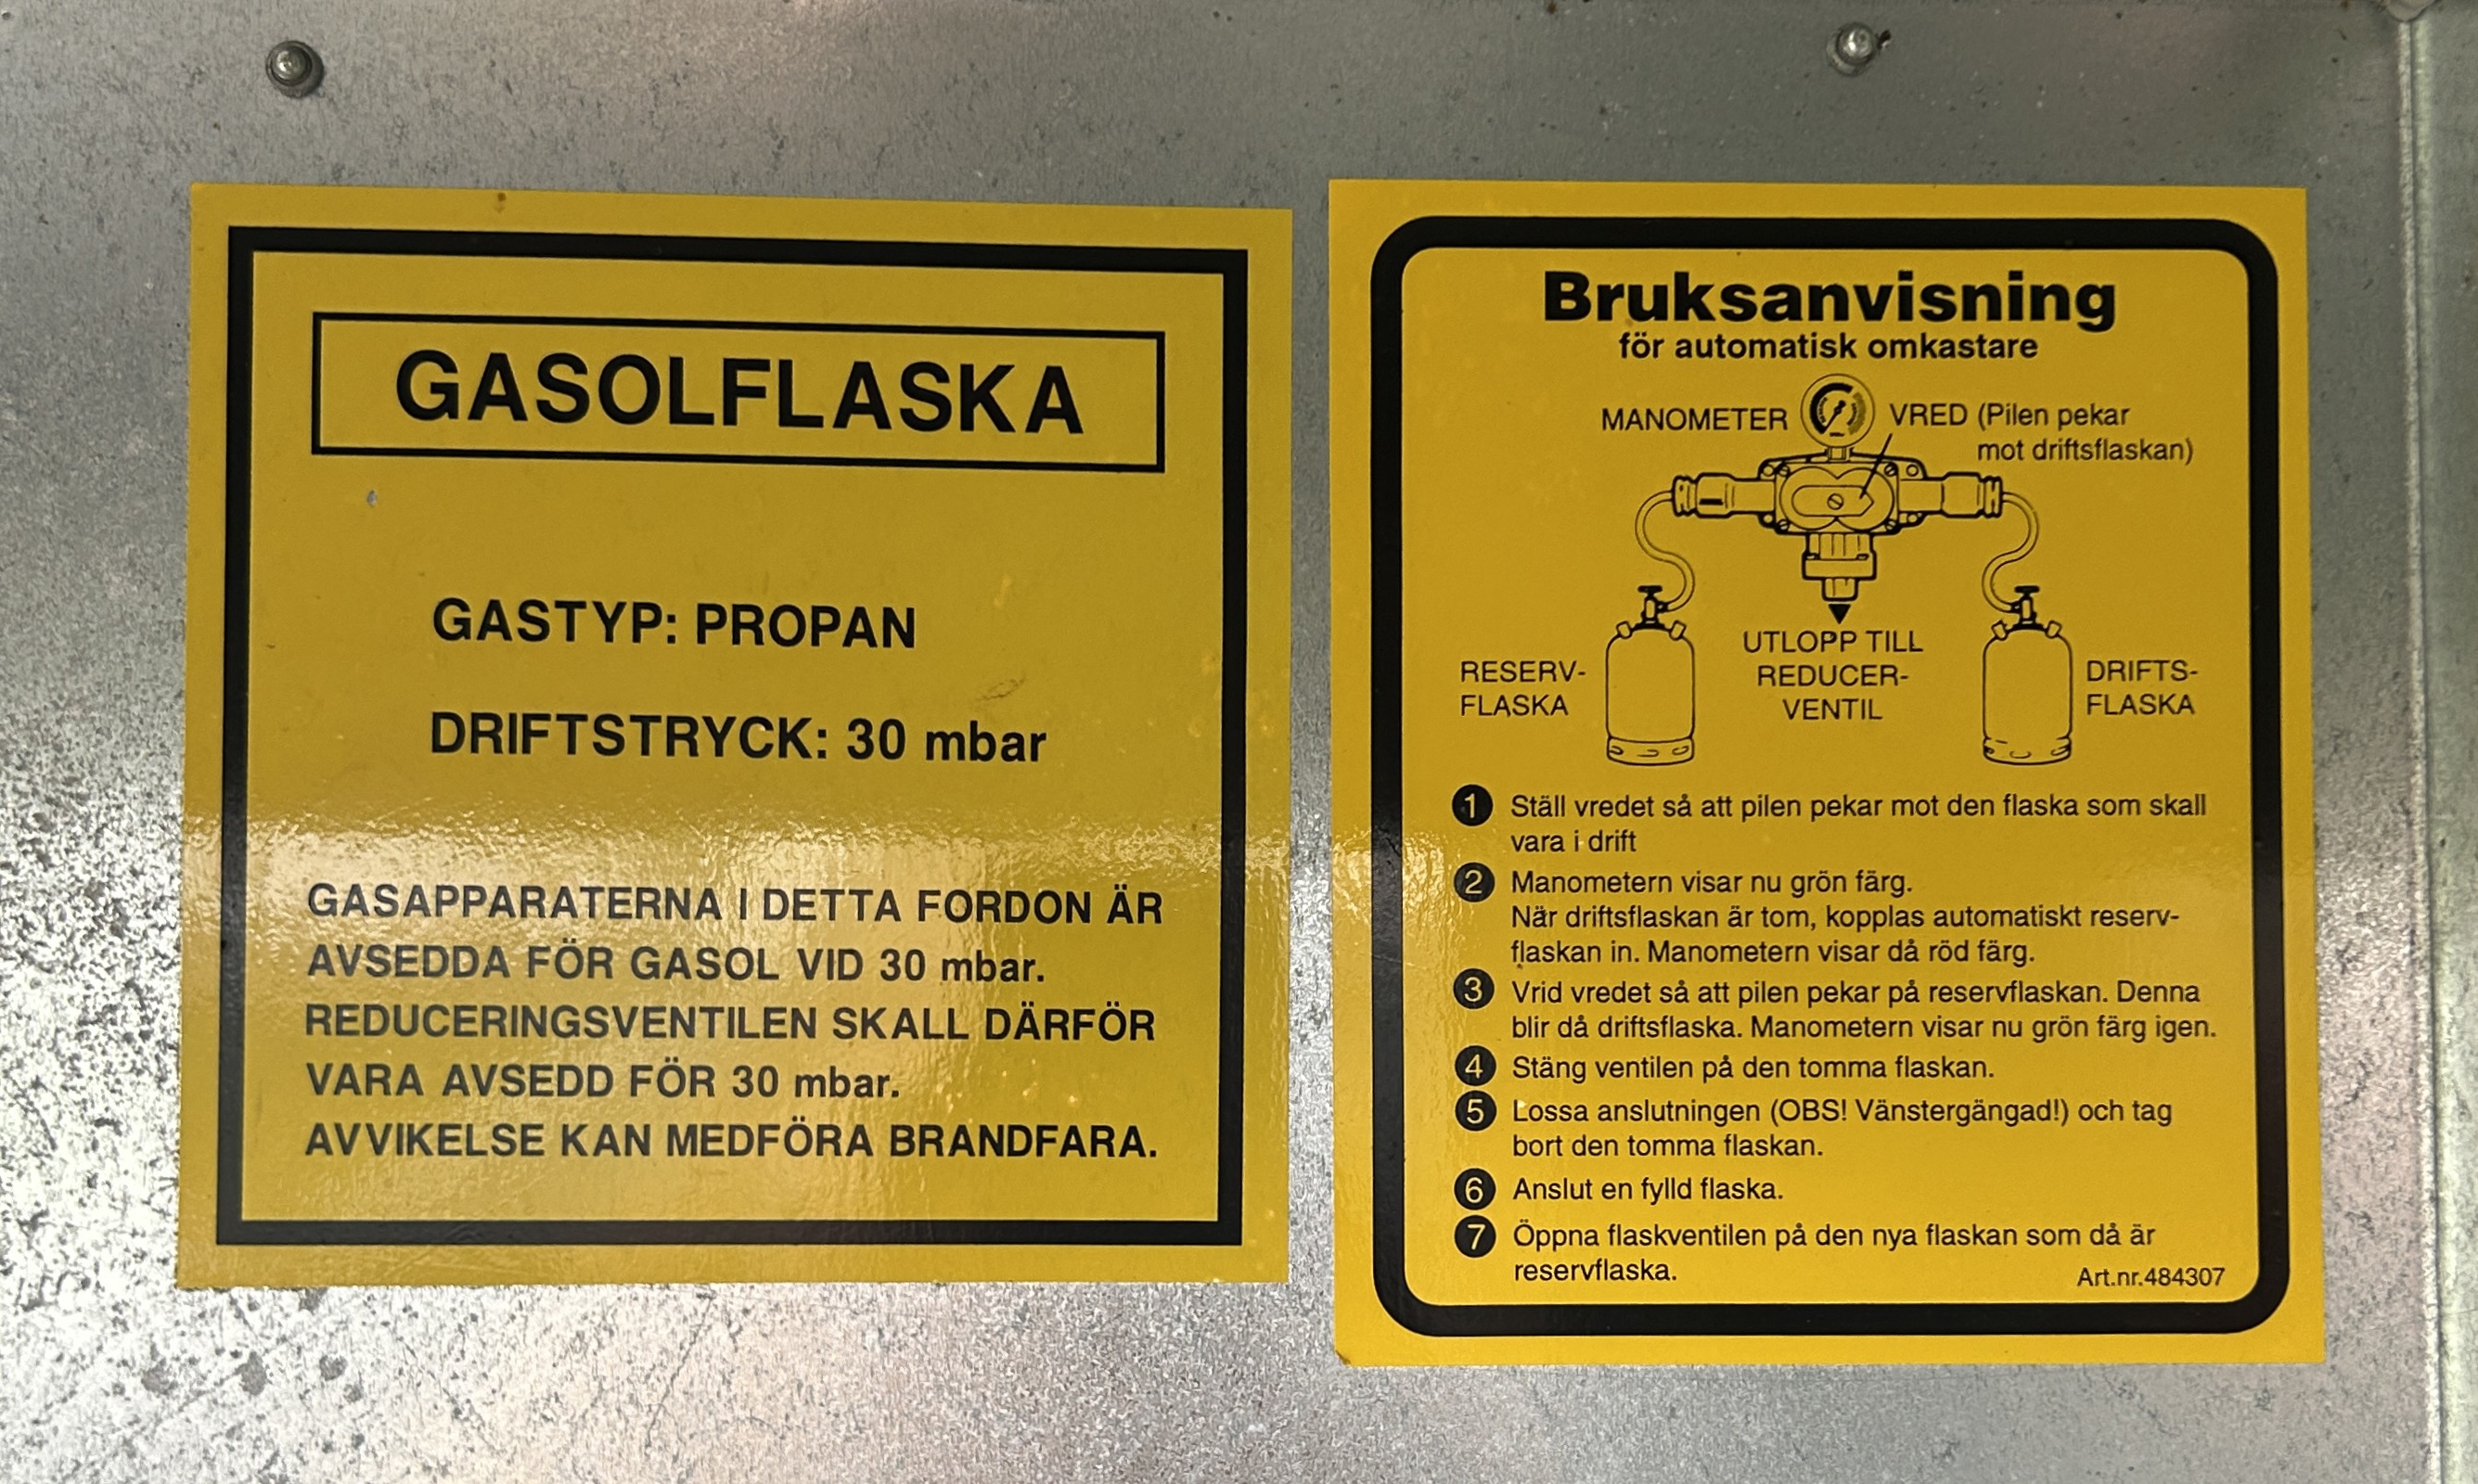 GASOLFLASKA
GASTYP: PROPAN
DRIFTSTRYCK: 30 mbar
GASAPPARATERNA I DETTA FORDON ÄR
AVSEDDA FÖR GASOL VID 30 mbar.
REDUCERINGSVENTILEN SKALL DÄRFÖR
VARA AVSEDD FÖR 30 mbar.
AVVIKELSE KAN MEDFÖRA BRANDFARA.
Bruksanvisning
för automatisk omkastare
MANOMETER
VRED (Pilen pekar
mot driftsflaskan)
RESERV-
FLASKA
UTLOPP TILL
REDUCER-
VENTIL
DRIFTS-
FLASKA
1 Ställ vredet så att pilen pekar mot den flaska som skall
vara i drift
2 Manometern visar nu grön färg.
När driftsflaskan är tom, kopplas automatiskt reserv-
flaskan in. Manometern visar då röd färg.
3 Vrid vredet så att pilen pekar på reservflaskan. Denna
blir då driftsflaska. Manometern visar nu grön färg igen.
4 Stäng ventilen på den tomma flaskan.
5 Lossa anslutningen (OBS! Vänstergängad!) och tag
bort den tomma flaskan.
6 Anslut en fylld flaska.
7 Öppna flaskventilen på den nya flaskan som då är
reservflaska.
Art.nr.484307